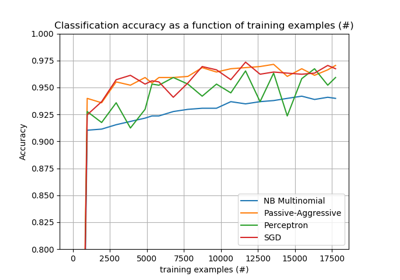 Classification accuracy as a function of training examples (#)
1.000
0.975
0.950
0.925
0.900
0.875
0.850
0.825
0.800
Accuracy
NB Multinomial
Passive-Aggressive
Perceptron
SGD
0 2500 5000 7500 10000 12500 15000 17500
training examples (#)